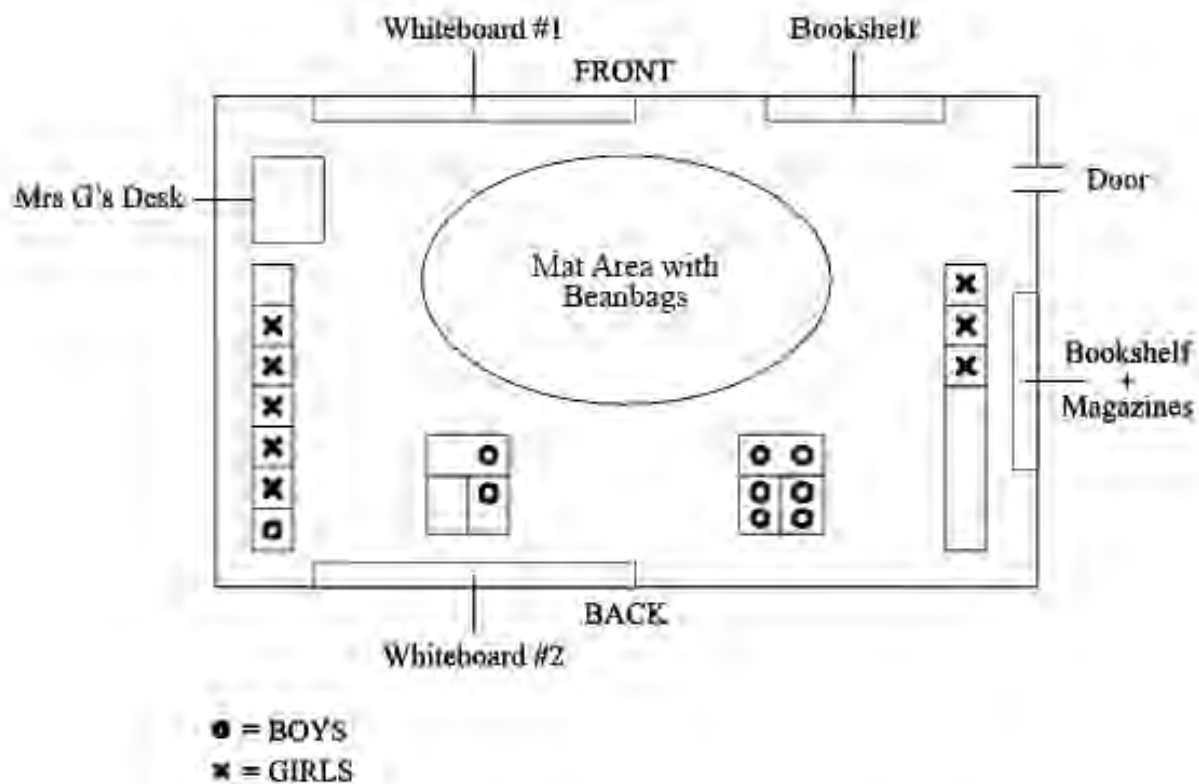 Whiteboard #1
Bookshelf
FRONT
Mrs G's Desk
Door
Mat Area with
Beanbags
Bookshelf
+
Magazines
BACK
Whiteboard #2
= BOYS
= GIRLS